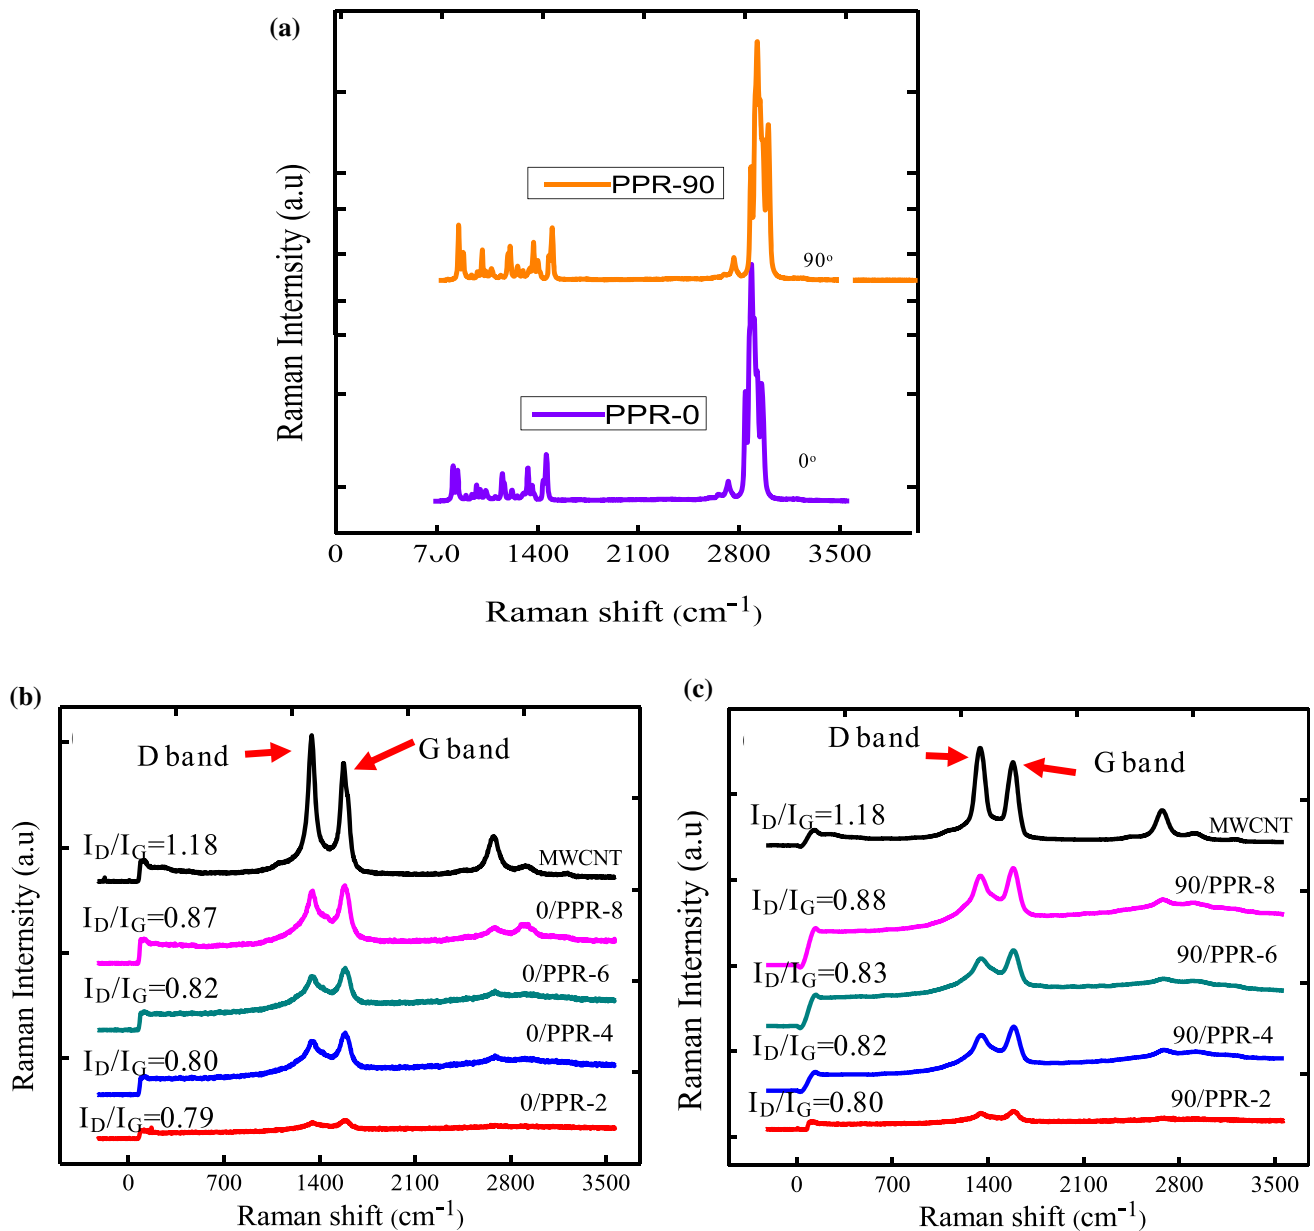 (a)
Raman Internsity (a.u)
PPR-90
90°
PPR-0
0°
0 700 1400 2100 2800 3500
Raman shift (cm⁻¹)
(b)
D band
G band
I_D/I_G=1.18
MWCNT
I_D/I_G=0.87
0/PPR-8
I_D/I_G=0.82
0/PPR-6
I_D/I_G=0.80
0/PPR-4
I_D/I_G=0.79
0/PPR-2
Raman Internsity (a.u)
0 700 1400 2100 2800 3500
Raman shift (cm⁻¹)
(c)
D band
G band
I_D/I_G=1.18
MWCNT
I_D/I_G=0.88
90/PPR-8
I_D/I_G=0.83
90/PPR-6
I_D/I_G=0.82
90/PPR-4
I_D/I_G=0.80
90/PPR-2
Raman Internsity (a.u)
0 700 1400 2100 2800 3500
Raman shift (cm⁻¹)